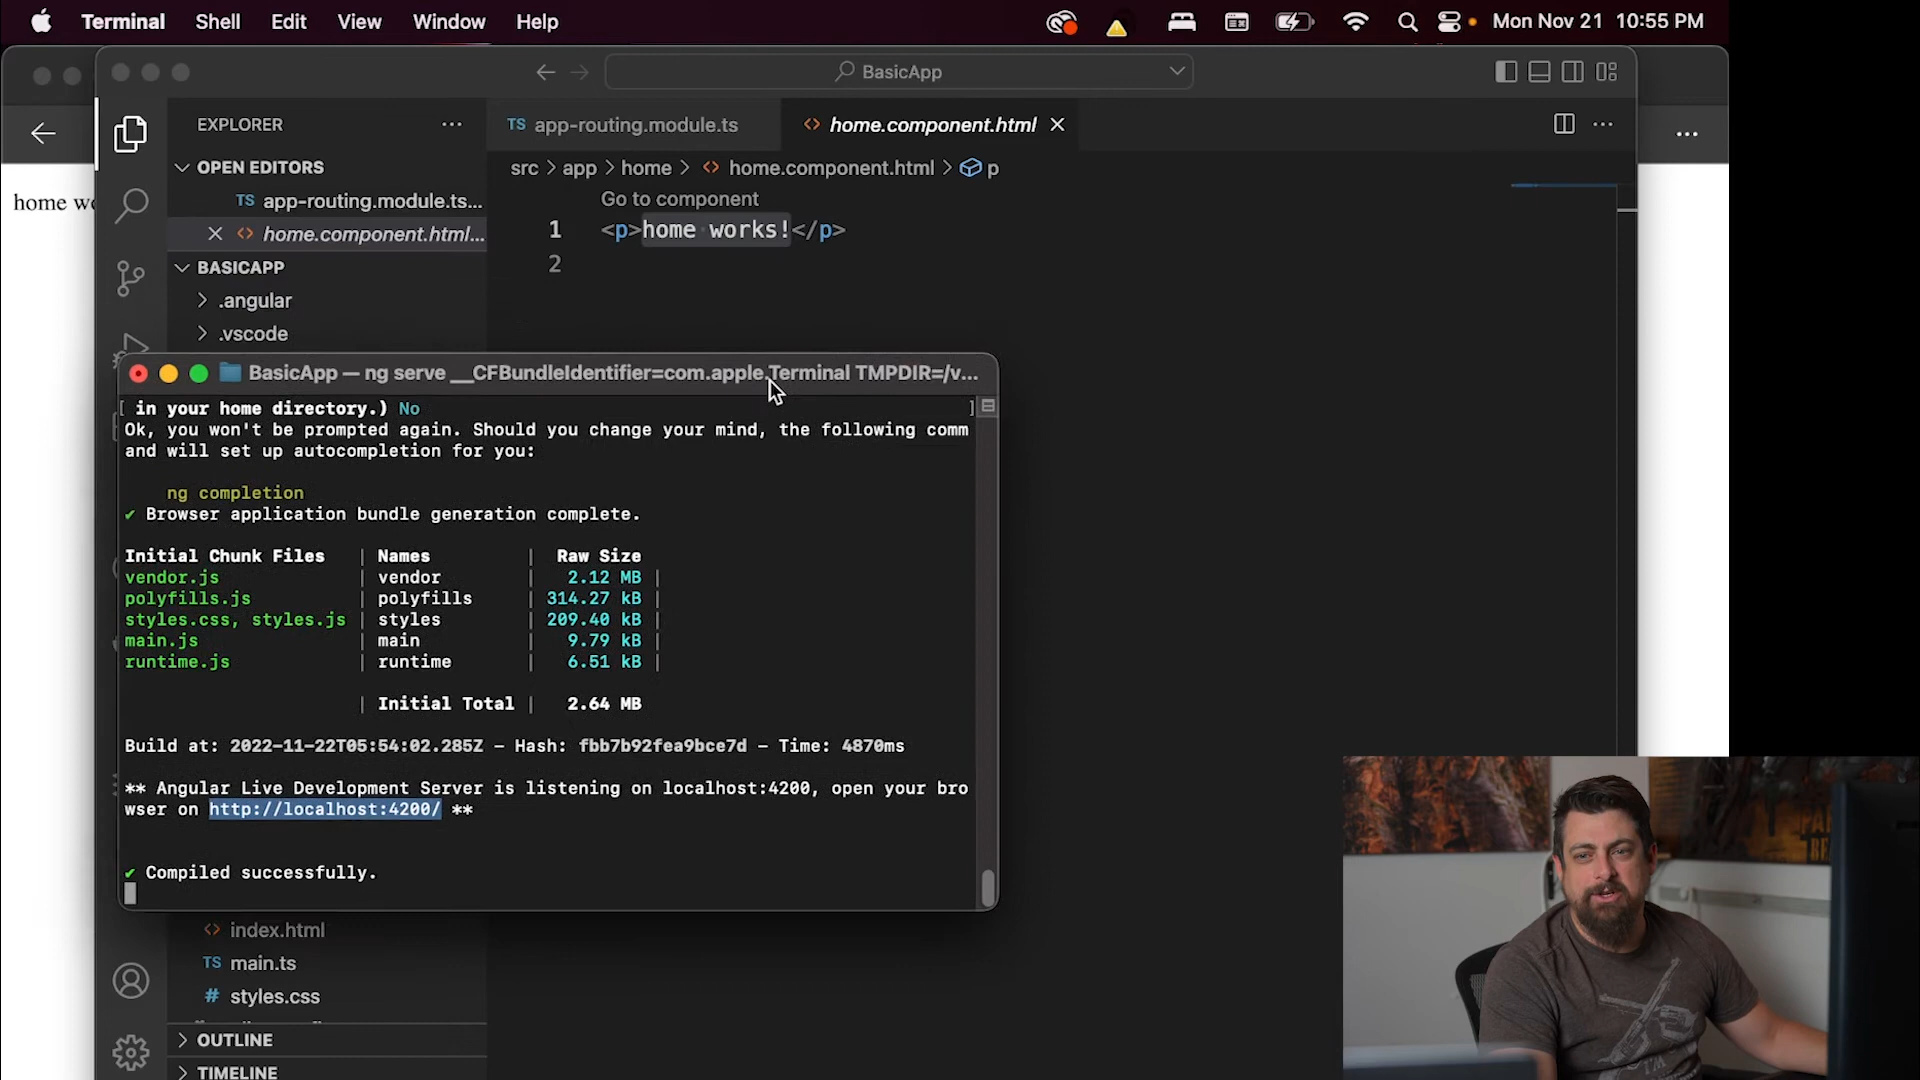 Terminal Shell Edit View Window Help Mon Nov 21 10:55 PM
BasicApp
EXPLORER
OPEN EDITORS
TS app-routing.module.ts...
home.component.html...
BASICAPP
.angular
.vscode
TS app-routing.module.ts
home.component.html
src > app > home > home.component.html > p
Go to component
1 <p>home works!</p>
2
BasicApp — ng serve __CFBundleIdentifier=com.apple.Terminal TMPDIR=/v...
[ in your home directory.) No ]
Ok, you won't be prompted again. Should you change your mind, the following comm
and will set up autocompletion for you:
ng completion
✔ Browser application bundle generation complete.
Initial Chunk Files | Names | Raw Size
vendor.js | vendor | 2.12 MB |
polyfills.js | polyfills | 314.27 kB |
styles.css, styles.js | styles | 209.40 kB |
main.js | main | 9.79 kB |
runtime.js | runtime | 6.51 kB |
| Initial Total | 2.64 MB
Build at: 2022-11-22T05:54:02.285Z - Hash: fbb7b92fea9bce7d - Time: 4870ms
** Angular Live Development Server is listening on localhost:4200, open your bro
wser on http://localhost:4200/ **
✔ Compiled successfully.
index.html
TS main.ts
# styles.css
OUTLINE
TIMELINE
home wo